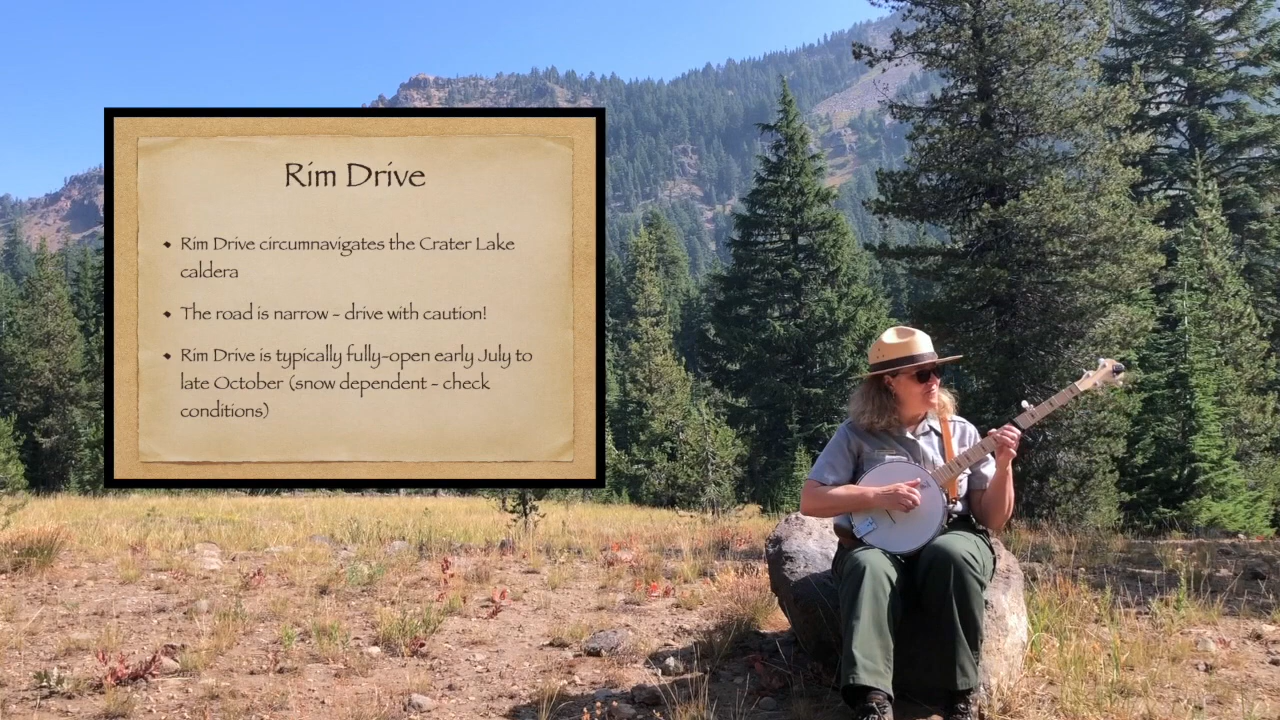 Rim Drive
Rim Drive circumnavigates the Crater Lake
caldera
The road is narrow - drive with caution!
Rim Drive is typically fully-open early July to
late October (snow dependent - check
conditions)